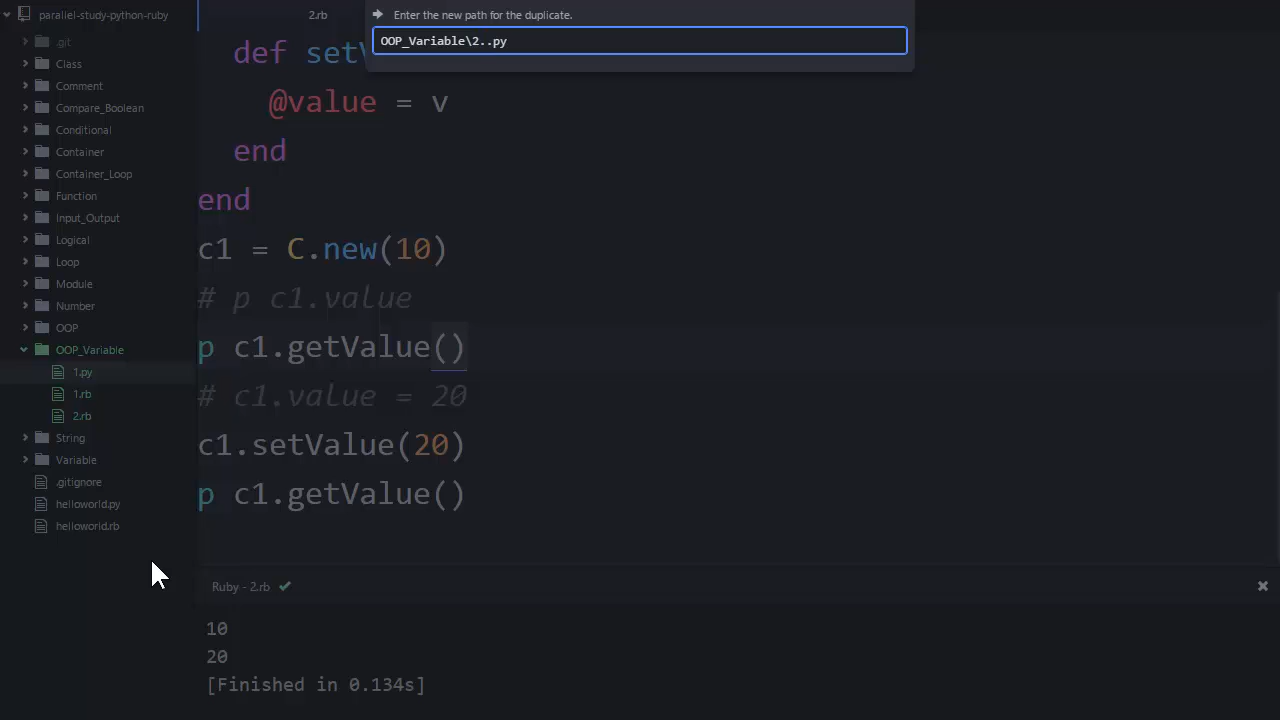 parallel-study-python-ruby
.git
Class
Comment
Compare_Boolean
Conditional
Container
Container_Loop
Function
Input_Output
Logical
Loop
Module
Number
OOP
OOP_Variable
1.py
1.rb
2.rb
String
Variable
.gitignore
helloworld.py
helloworld.rb
2.rb
Enter the new path for the duplicate.
OOP_Variable\2..py
def set
@value = v
end
end
c1 = C.new(10)
# p c1.value
p c1.getValue()
# c1.value = 20
c1.setValue(20)
p c1.getValue()
Ruby - 2.rb
10
20
[Finished in 0.134s]